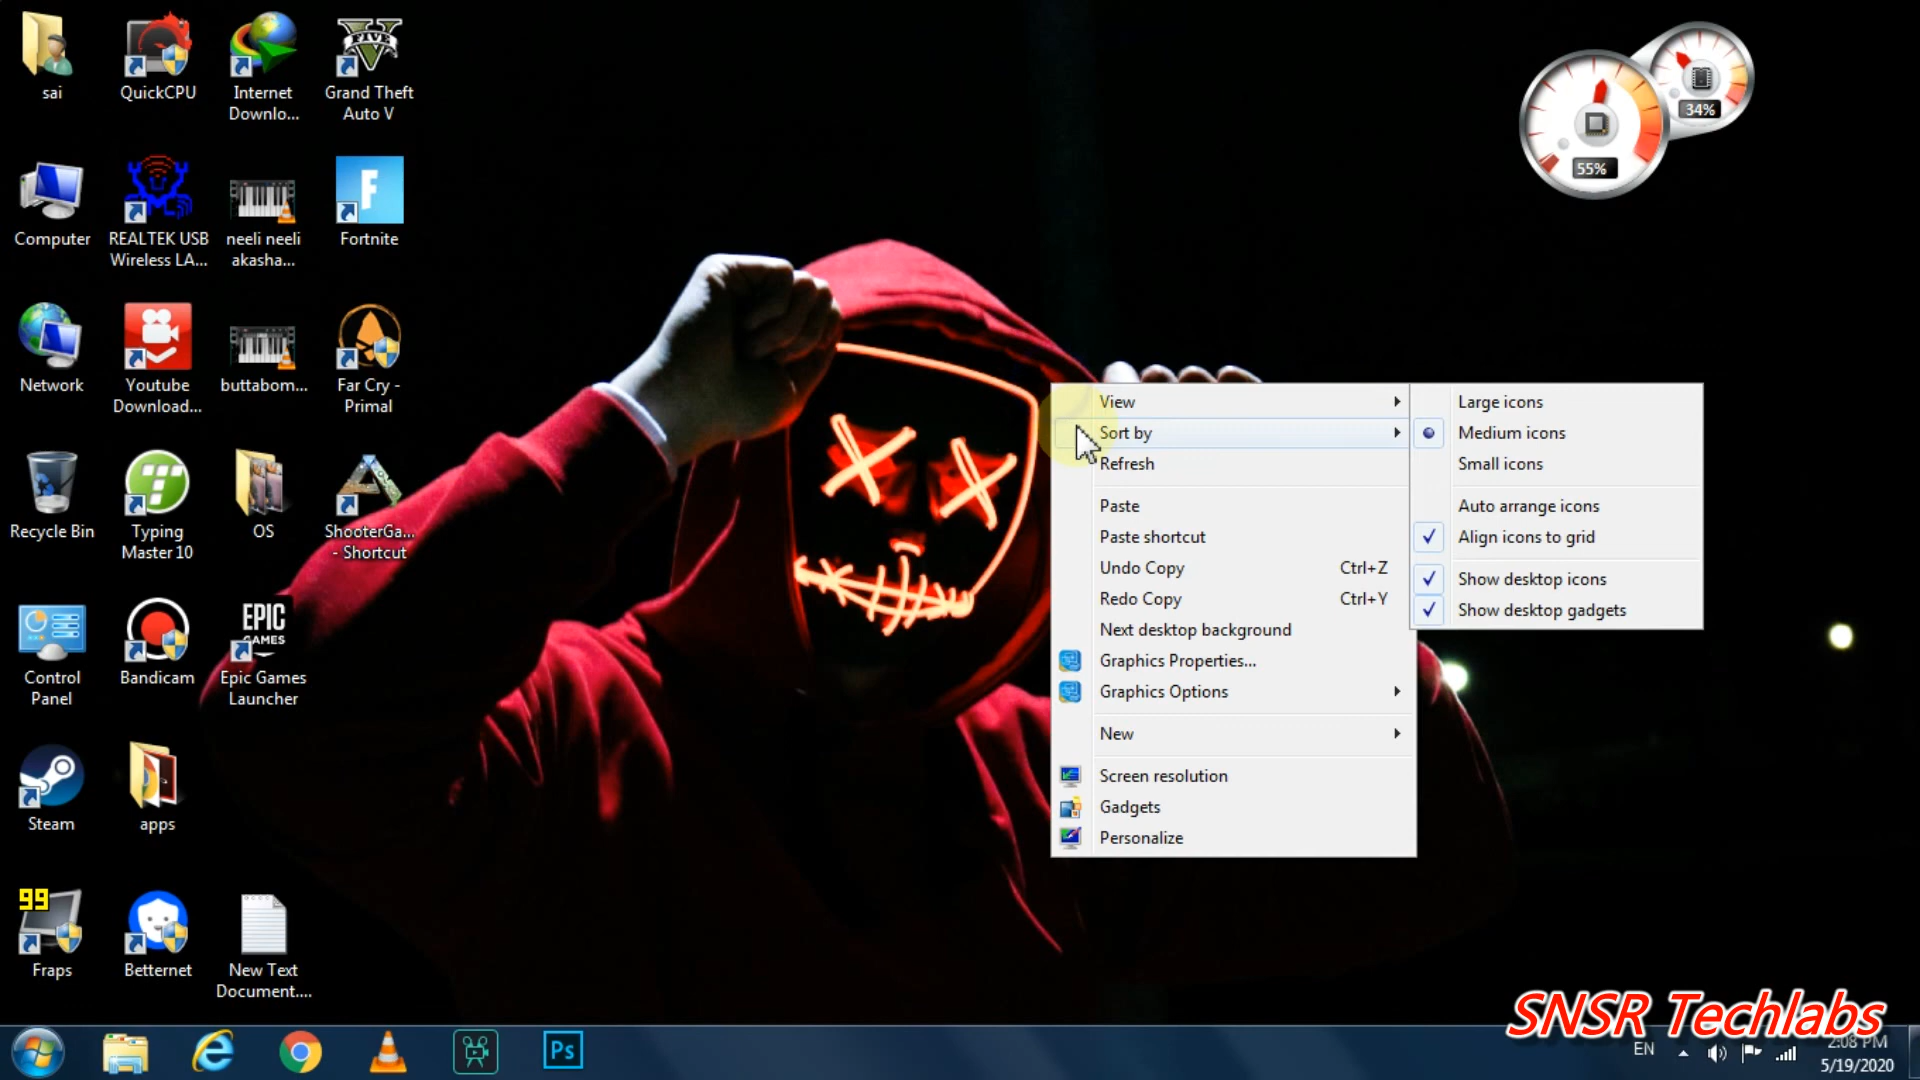 sai
QuickCPU
Internet
Downlo...
Grand Theft
Auto V
FIVE
34%
55%
Computer
REALTEK USB
Wireless LA...
neeli neeli
akasha...
F
Fortnite
Network
Youtube
Download...
buttabom...
Far Cry -
Primal
Recycle Bin
T
Typing
Master 10
OS
ShooterGa...
- Shortcut
Control
Panel
Bandicam
EPIC
GAMES
Epic Games
Launcher
Steam
apps
99
Fraps
Betternet
New Text
Document....
View
Sort by
Refresh
Paste
Paste shortcut
Undo Copy Ctrl+Z
Redo Copy Ctrl+Y
Next desktop background
Graphics Properties...
Graphics Options
New
Screen resolution
Gadgets
Personalize
Large icons
Medium icons
Small icons
Auto arrange icons
Align icons to grid
Show desktop icons
Show desktop gadgets
SNSR Techlabs
Ps
EN
2:08 PM
5/19/2020